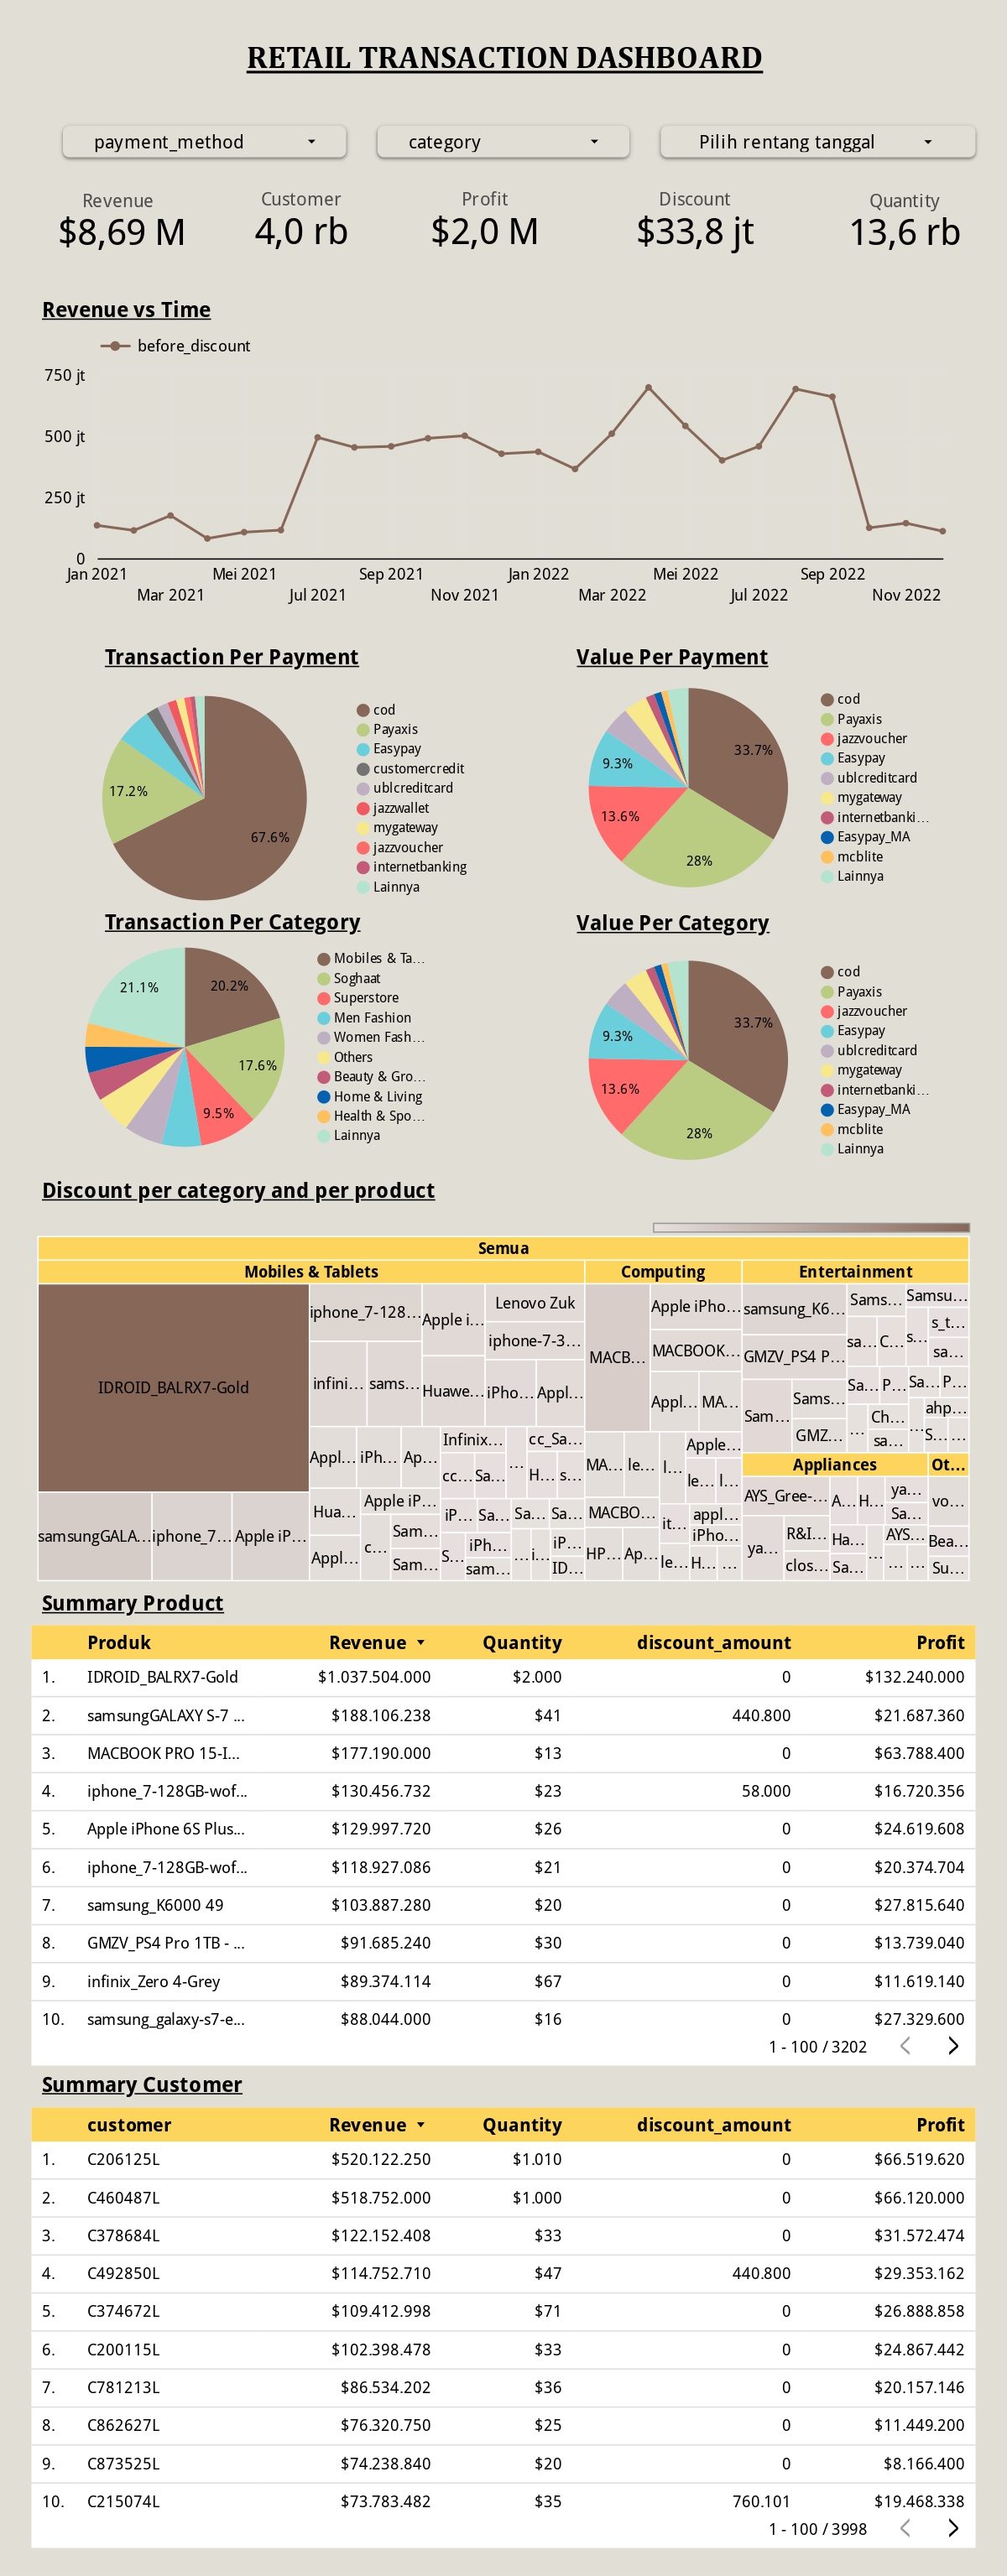 RETAIL TRANSACTION DASHBOARD
payment_method category Pilih rentang tanggal
Revenue Customer Profit Discount Quantity
$8,69 M 4,0 rb $2,0 M $33,8 jt 13,6 rb
Revenue vs Time
before_discount
750 jt
500 jt
250 jt
0
Jan 2021 Mei 2021 Sep 2021 Jan 2022 Mei 2022 Sep 2022
Mar 2021 Jul 2021 Nov 2021 Mar 2022 Jul 2022 Nov 2022
Transaction Per Payment
67.6%
17.2%
cod
Payaxis
Easypay
customercredit
ublcreditcard
jazzwallet
mygateway
jazzvoucher
internetbanking
Lainnya
Value Per Payment
33.7%
28%
13.6%
9.3%
cod
Payaxis
jazzvoucher
Easypay
ublcreditcard
mygateway
internetbanki…
Easypay_MA
mcblite
Lainnya
Transaction Per Category
20.2%
17.6%
9.5%
21.1%
Mobiles & Ta…
Soghaat
Superstore
Men Fashion
Women Fash…
Others
Beauty & Gro…
Home & Living
Health & Spo…
Lainnya
Value Per Category
33.7%
28%
13.6%
9.3%
cod
Payaxis
jazzvoucher
Easypay
ublcreditcard
mygateway
internetbanki…
Easypay_MA
mcblite
Lainnya
Discount per category and per product
Semua
Mobiles & Tablets
IDROID_BALRX7-Gold
samsungGALA… iphone_7… Apple iP…
iphone_7-128… Apple i… Lenovo Zuk
iphone-7-3…
infini… sams… Huawe… iPho… Appl…
Appl… iPh… Ap… Infinix… … cc_Sa…
cc… Sa… H… s…
Hua… Apple iP… iP… Sa… Sa… Sa…
Appl… c… Sam… S… iPh… … i… iP…
Sam… sam… ID…
Computing
MACB… Apple iPho…
MACBOOK…
Appl… MA…
MA… le… l… Apple…
le… l…
MACBO… it… appl…
iPho…
HP… Ap… le… H… …
Entertainment
samsung_K6… Sams… Samsu…
sa… C… s… s_t…
sa…
GMZV_PS4 P… Sa… P… Sa… P…
Sam… Sams… … Ch… … ahp…
GMZ… sa… S… …
Appliances
AYS_Gree-… A… H… ya…
Sa…
ya… R&I… Ha… … AYS…
clos… Sa… … …
Ot…
vo…
Bea…
Su…
Summary Product
Produk Revenue Quantity discount_amount Profit
1. IDROID_BALRX7-Gold $1.037.504.000 $2.000 0 $132.240.000
2. samsungGALAXY S-7 ... $188.106.238 $41 440.800 $21.687.360
3. MACBOOK PRO 15-I... $177.190.000 $13 0 $63.788.400
4. iphone_7-128GB-wof... $130.456.732 $23 58.000 $16.720.356
5. Apple iPhone 6S Plus... $129.997.720 $26 0 $24.619.608
6. iphone_7-128GB-wof... $118.927.086 $21 0 $20.374.704
7. samsung_K6000 49 $103.887.280 $20 0 $27.815.640
8. GMZV_PS4 Pro 1TB - ... $91.685.240 $30 0 $13.739.040
9. infinix_Zero 4-Grey $89.374.114 $67 0 $11.619.140
10. samsung_galaxy-s7-e... $88.044.000 $16 0 $27.329.600
1 - 100 / 3202
Summary Customer
customer Revenue Quantity discount_amount Profit
1. C206125L $520.122.250 $1.010 0 $66.519.620
2. C460487L $518.752.000 $1.000 0 $66.120.000
3. C378684L $122.152.408 $33 0 $31.572.474
4. C492850L $114.752.710 $47 440.800 $29.353.162
5. C374672L $109.412.998 $71 0 $26.888.858
6. C200115L $102.398.478 $33 0 $24.867.442
7. C781213L $86.534.202 $36 0 $20.157.146
8. C862627L $76.320.750 $25 0 $11.449.200
9. C873525L $74.238.840 $20 0 $8.166.400
10. C215074L $73.783.482 $35 760.101 $19.468.338
1 - 100 / 3998